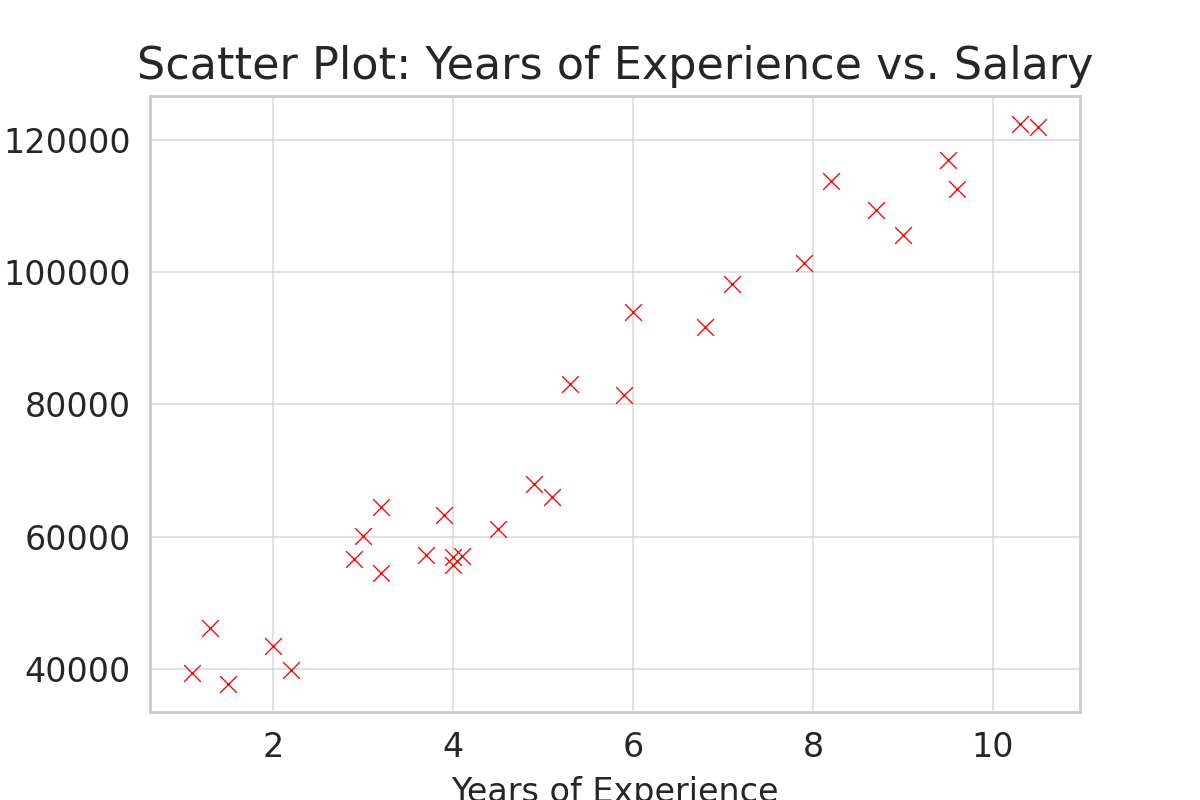 Scatter Plot: Years of Experience vs. Salary
120000
100000
80000
60000
40000
2 4 6 8 10
Years of Experience